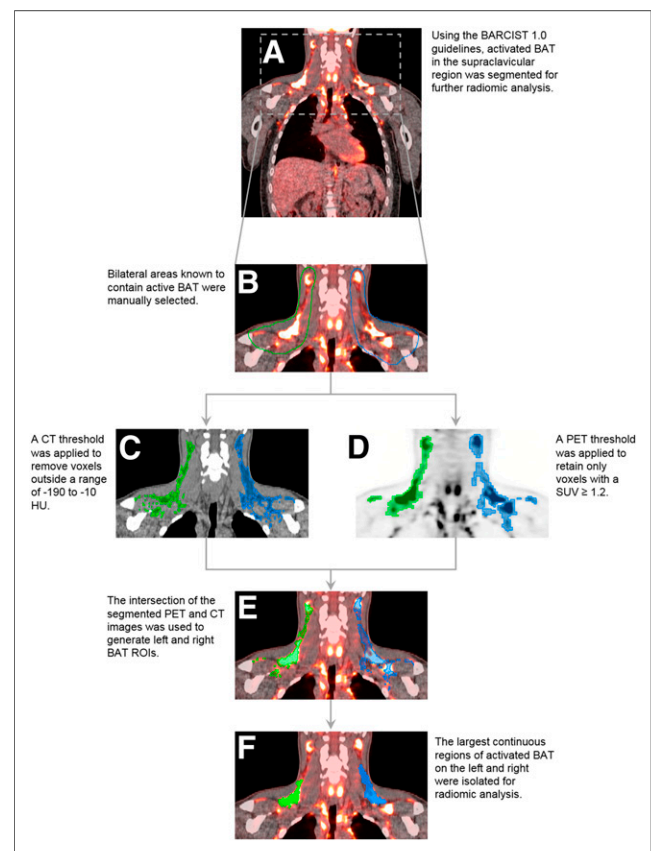 A
Using the BARCIST 1.0
guidelines, activated BAT
in the supraclavicular
region was segmented for
further radiomic analysis.
Bilateral areas known to
contain active BAT were
manually selected.
B
A CT threshold
was applied to
remove voxels
outside a range
of -190 to -10
HU.
C
D
A PET threshold
was applied to
retain only
voxels with a
SUV ≥ 1.2.
The intersection of the
segmented PET and CT
images was used to
generate left and right
BAT ROIs.
E
F
The largest continuous
regions of activated BAT
on the left and right
were isolated for
radiomic analysis.